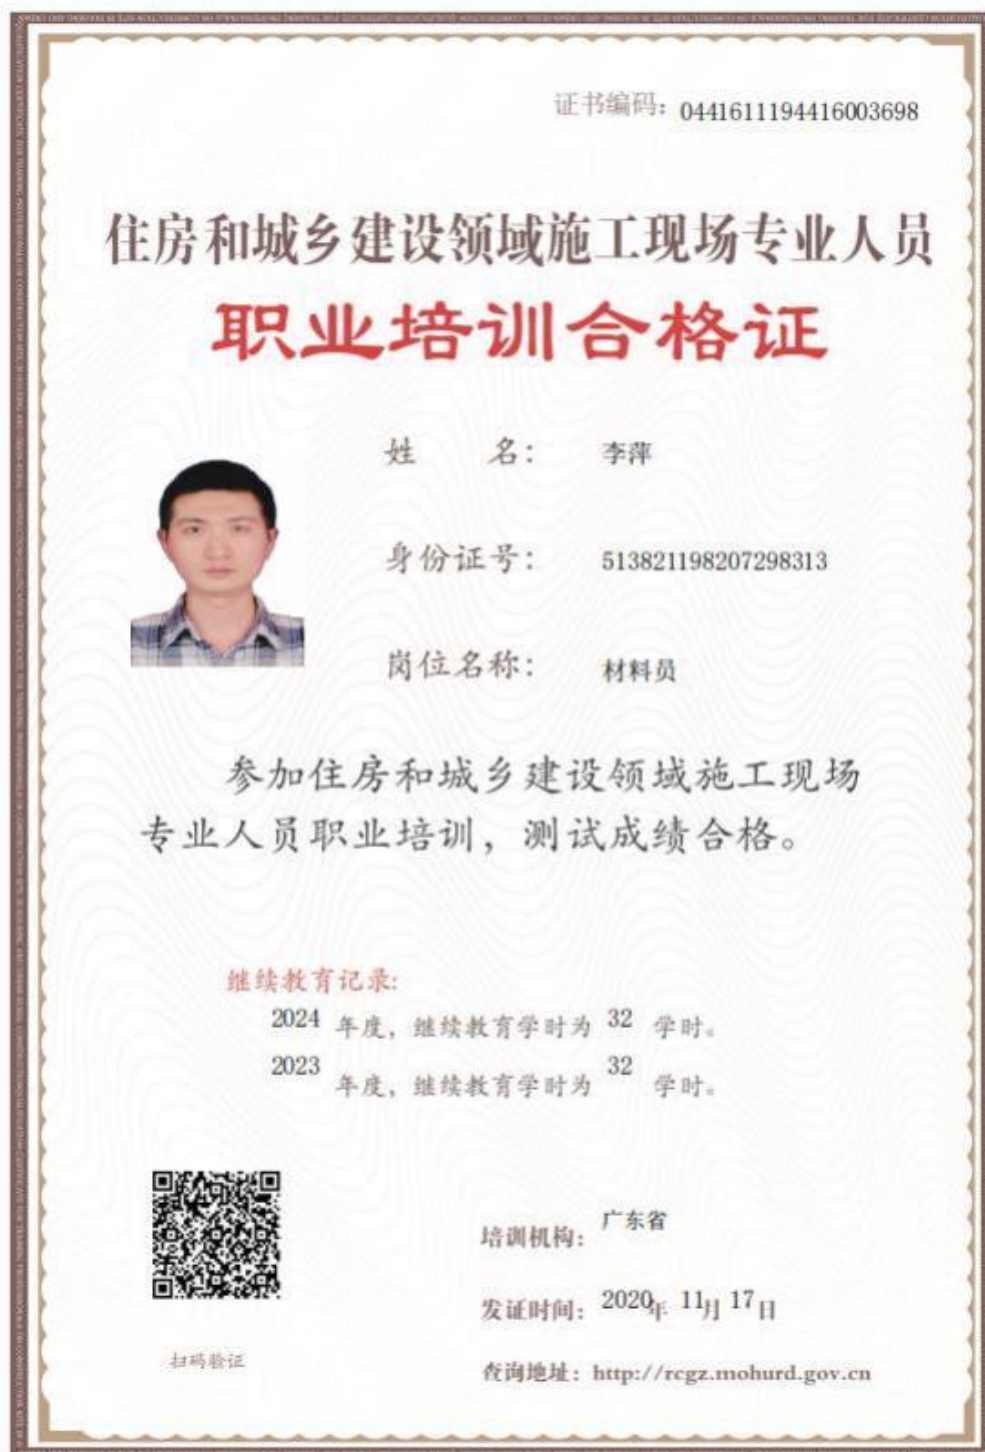 证书编码：0441611194416003698
住房和城乡建设领域施工现场专业人员
职业培训合格证
姓 名： 李萍
身份证号： 513821198207298313
岗位名称： 材料员
参加住房和城乡建设领域施工现场
专业人员职业培训，测试成绩合格。
继续教育记录:
2024 年度，继续教育学时为 32 学时。
2023 年度，继续教育学时为 32 学时。
培训机构： 广东省
发证时间： 2020年 11月 17日
扫码验证
查询地址：http://rcgz.mohurd.gov.cn